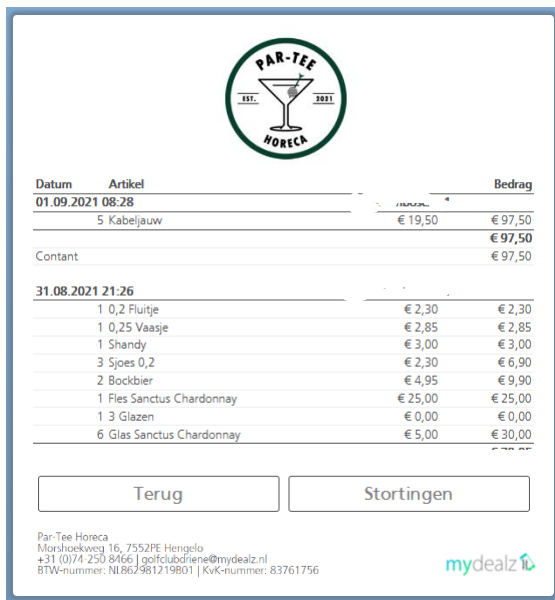 PAR-TEE
EST. 2021
HORECA
Datum Artikel Bedrag
01.09.2021 08:28
5 Kabeljauw € 19,50 € 97,50
€ 97,50
Contant € 97,50
31.08.2021 21:26
1 0,2 Fluitje € 2,30 € 2,30
1 0,25 Vaasje € 2,85 € 2,85
1 Shandy € 3,00 € 3,00
3 Sjoes 0,2 € 2,30 € 6,90
2 Bockbier € 4,95 € 9,90
1 Fles Sanctus Chardonnay € 25,00 € 25,00
1 3 Glazen € 0,00 € 0,00
6 Glas Sanctus Chardonnay € 5,00 € 30,00
Terug Stortingen
Par-Tee Horeca
Morshoekweg 16, 7552PE Hengelo
+31 (0)74 250 8466 | golfclubdriene@mydealz.nl
BTW-nummer: NL862981219B01 | KvK-nummer: 83761756
mydealz